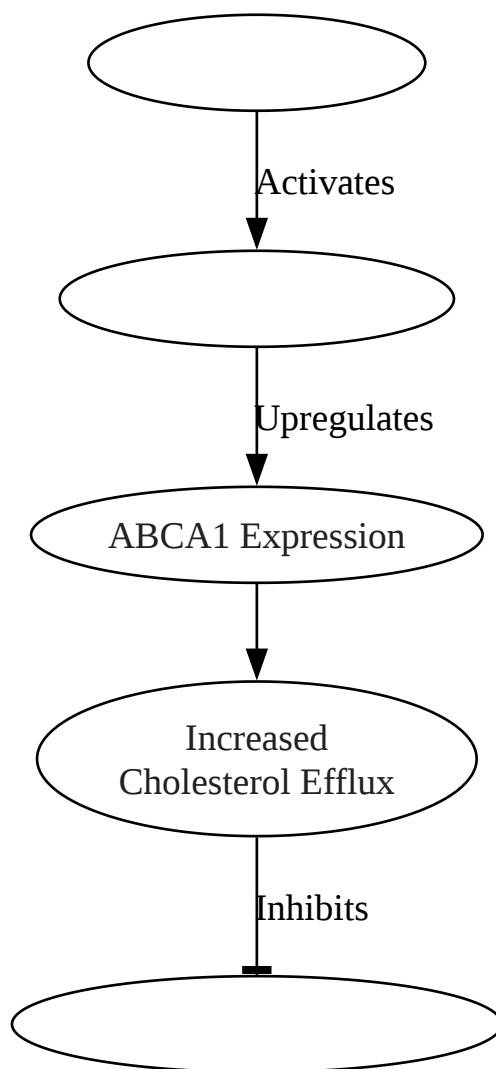 Activates
Upregulates
ABCA1 Expression
Increased
Cholesterol Efflux
Inhibits